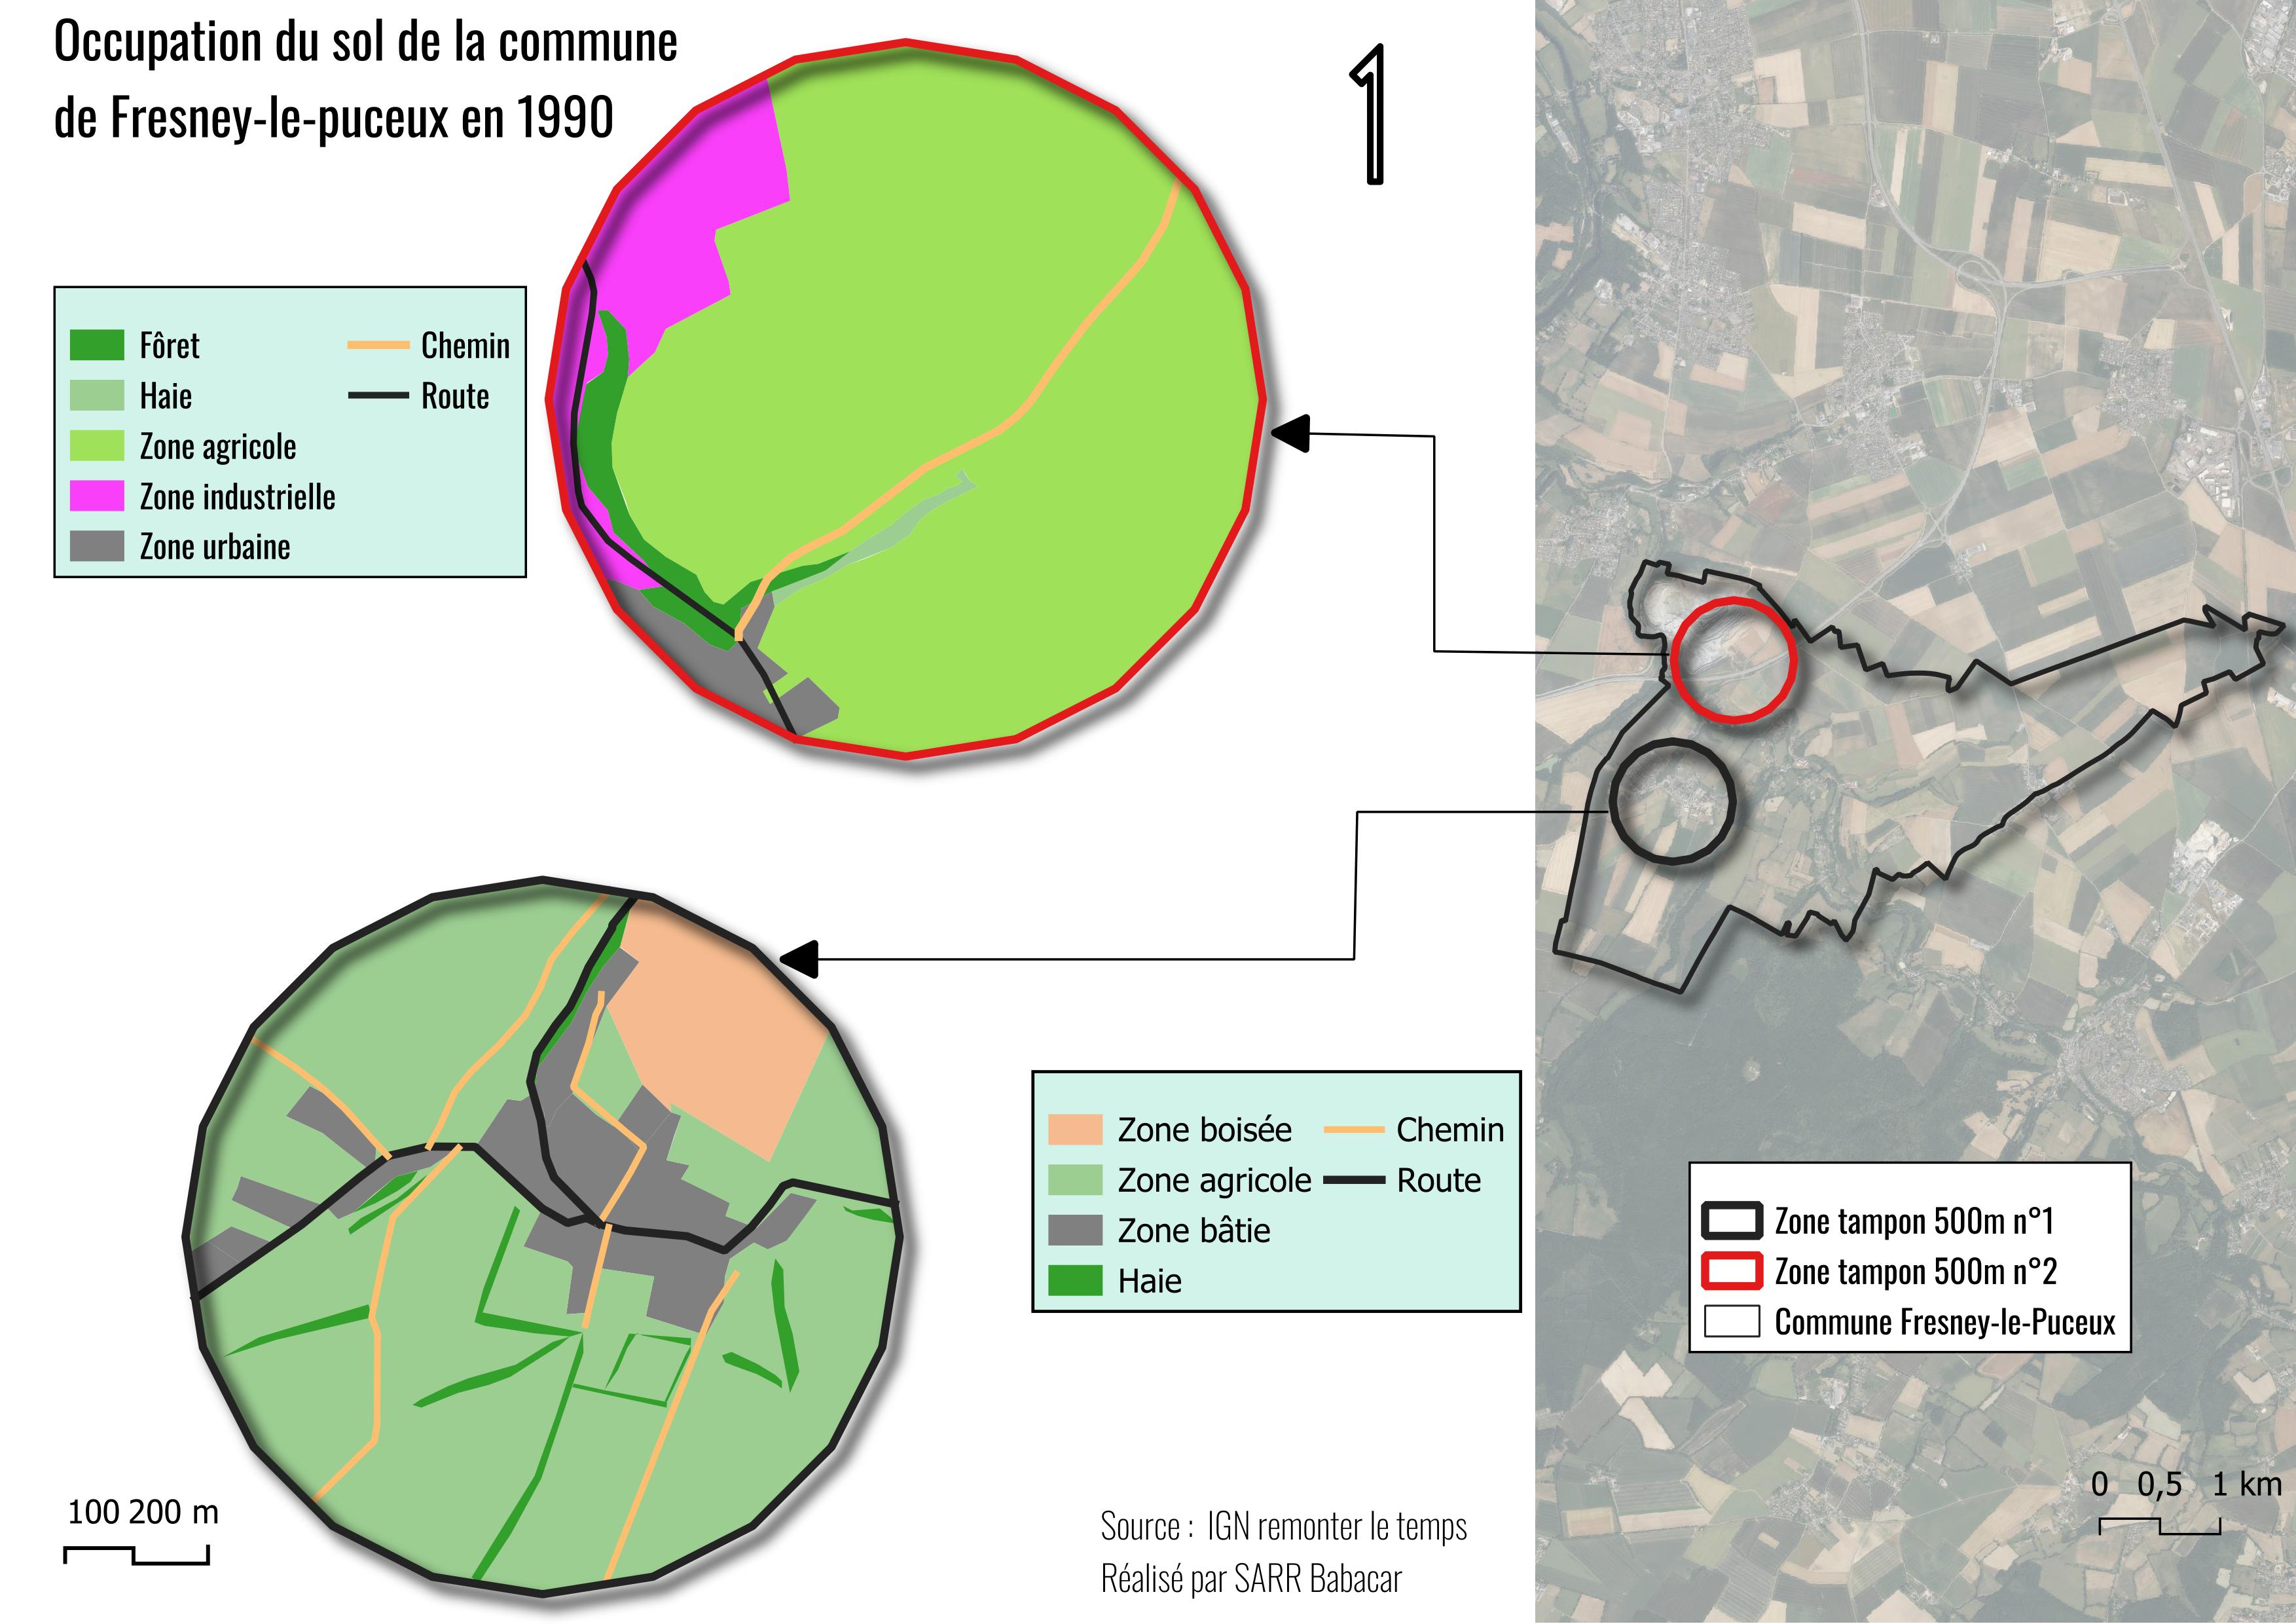 Occupation du sol de la commune
de Fresney-le-puceux en 1990
Fôret
Haie
Zone agricole
Zone industrielle
Zone urbaine
Chemin
Route
Zone boisée
Zone agricole
Zone bâtie
Haie
Chemin
Route
Zone tampon 500m n°1
Zone tampon 500m n°2
Commune Fresney-le-Puceux
100 200 m
0 0,5 1 km
Source : IGN remonter le temps
Réalisé par SARR Babacar